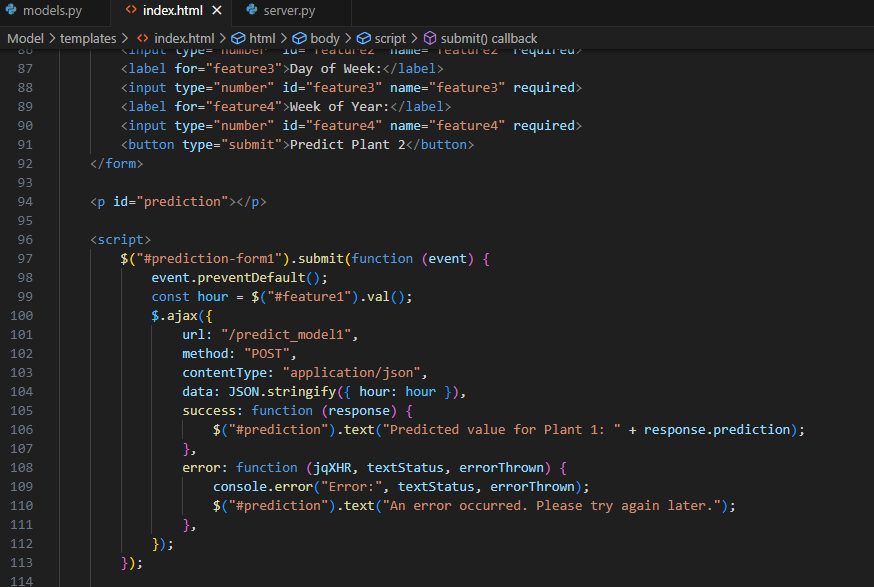 models.py index.html server.py
Model > templates > index.html > html > body > script > submit() callback
86 <input type="number" id="feature2" name="feature2" required>
87 <label for="feature3">Day of Week:</label>
88 <input type="number" id="feature3" name="feature3" required>
89 <label for="feature4">Week of Year:</label>
90 <input type="number" id="feature4" name="feature4" required>
91 <button type="submit">Predict Plant 2</button>
92 </form>
93
94 <p id="prediction"></p>
95
96 <script>
97 $("#prediction-form1").submit(function (event) {
98 event.preventDefault();
99 const hour = $("#feature1").val();
100 $.ajax({
101 url: "/predict_model1",
102 method: "POST",
103 contentType: "application/json",
104 data: JSON.stringify({ hour: hour }),
105 success: function (response) {
106 $("#prediction").text("Predicted value for Plant 1: " + response.prediction);
107 },
108 error: function (jqXHR, textStatus, errorThrown) {
109 console.error("Error:", textStatus, errorThrown);
110 $("#prediction").text("An error occurred. Please try again later.");
111 },
112 });
113 });
114